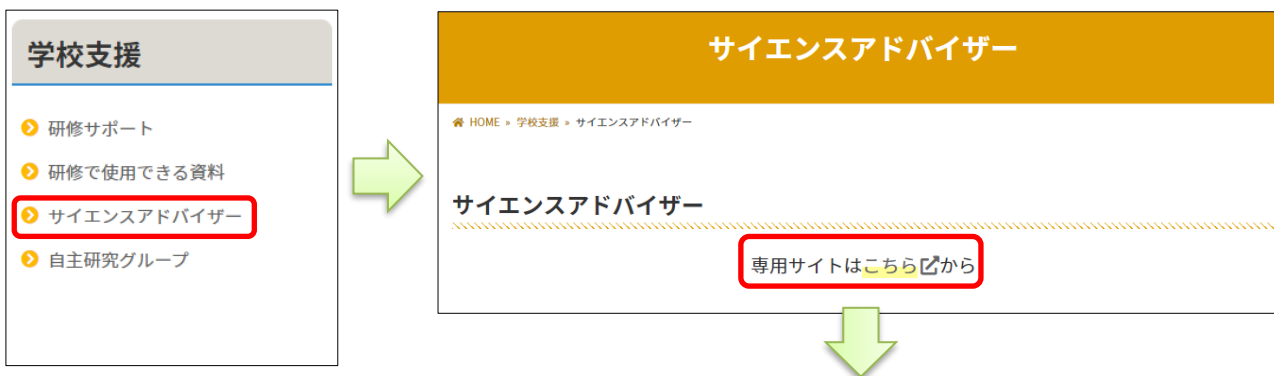 学校支援
研修サポート
研修で使用できる資料
サイエンスアドバイザー
自主研究グループ
サイエンスアドバイザー
HOME » 学校支援 » サイエンスアドバイザー
サイエンスアドバイザー
専用サイトはこちらから